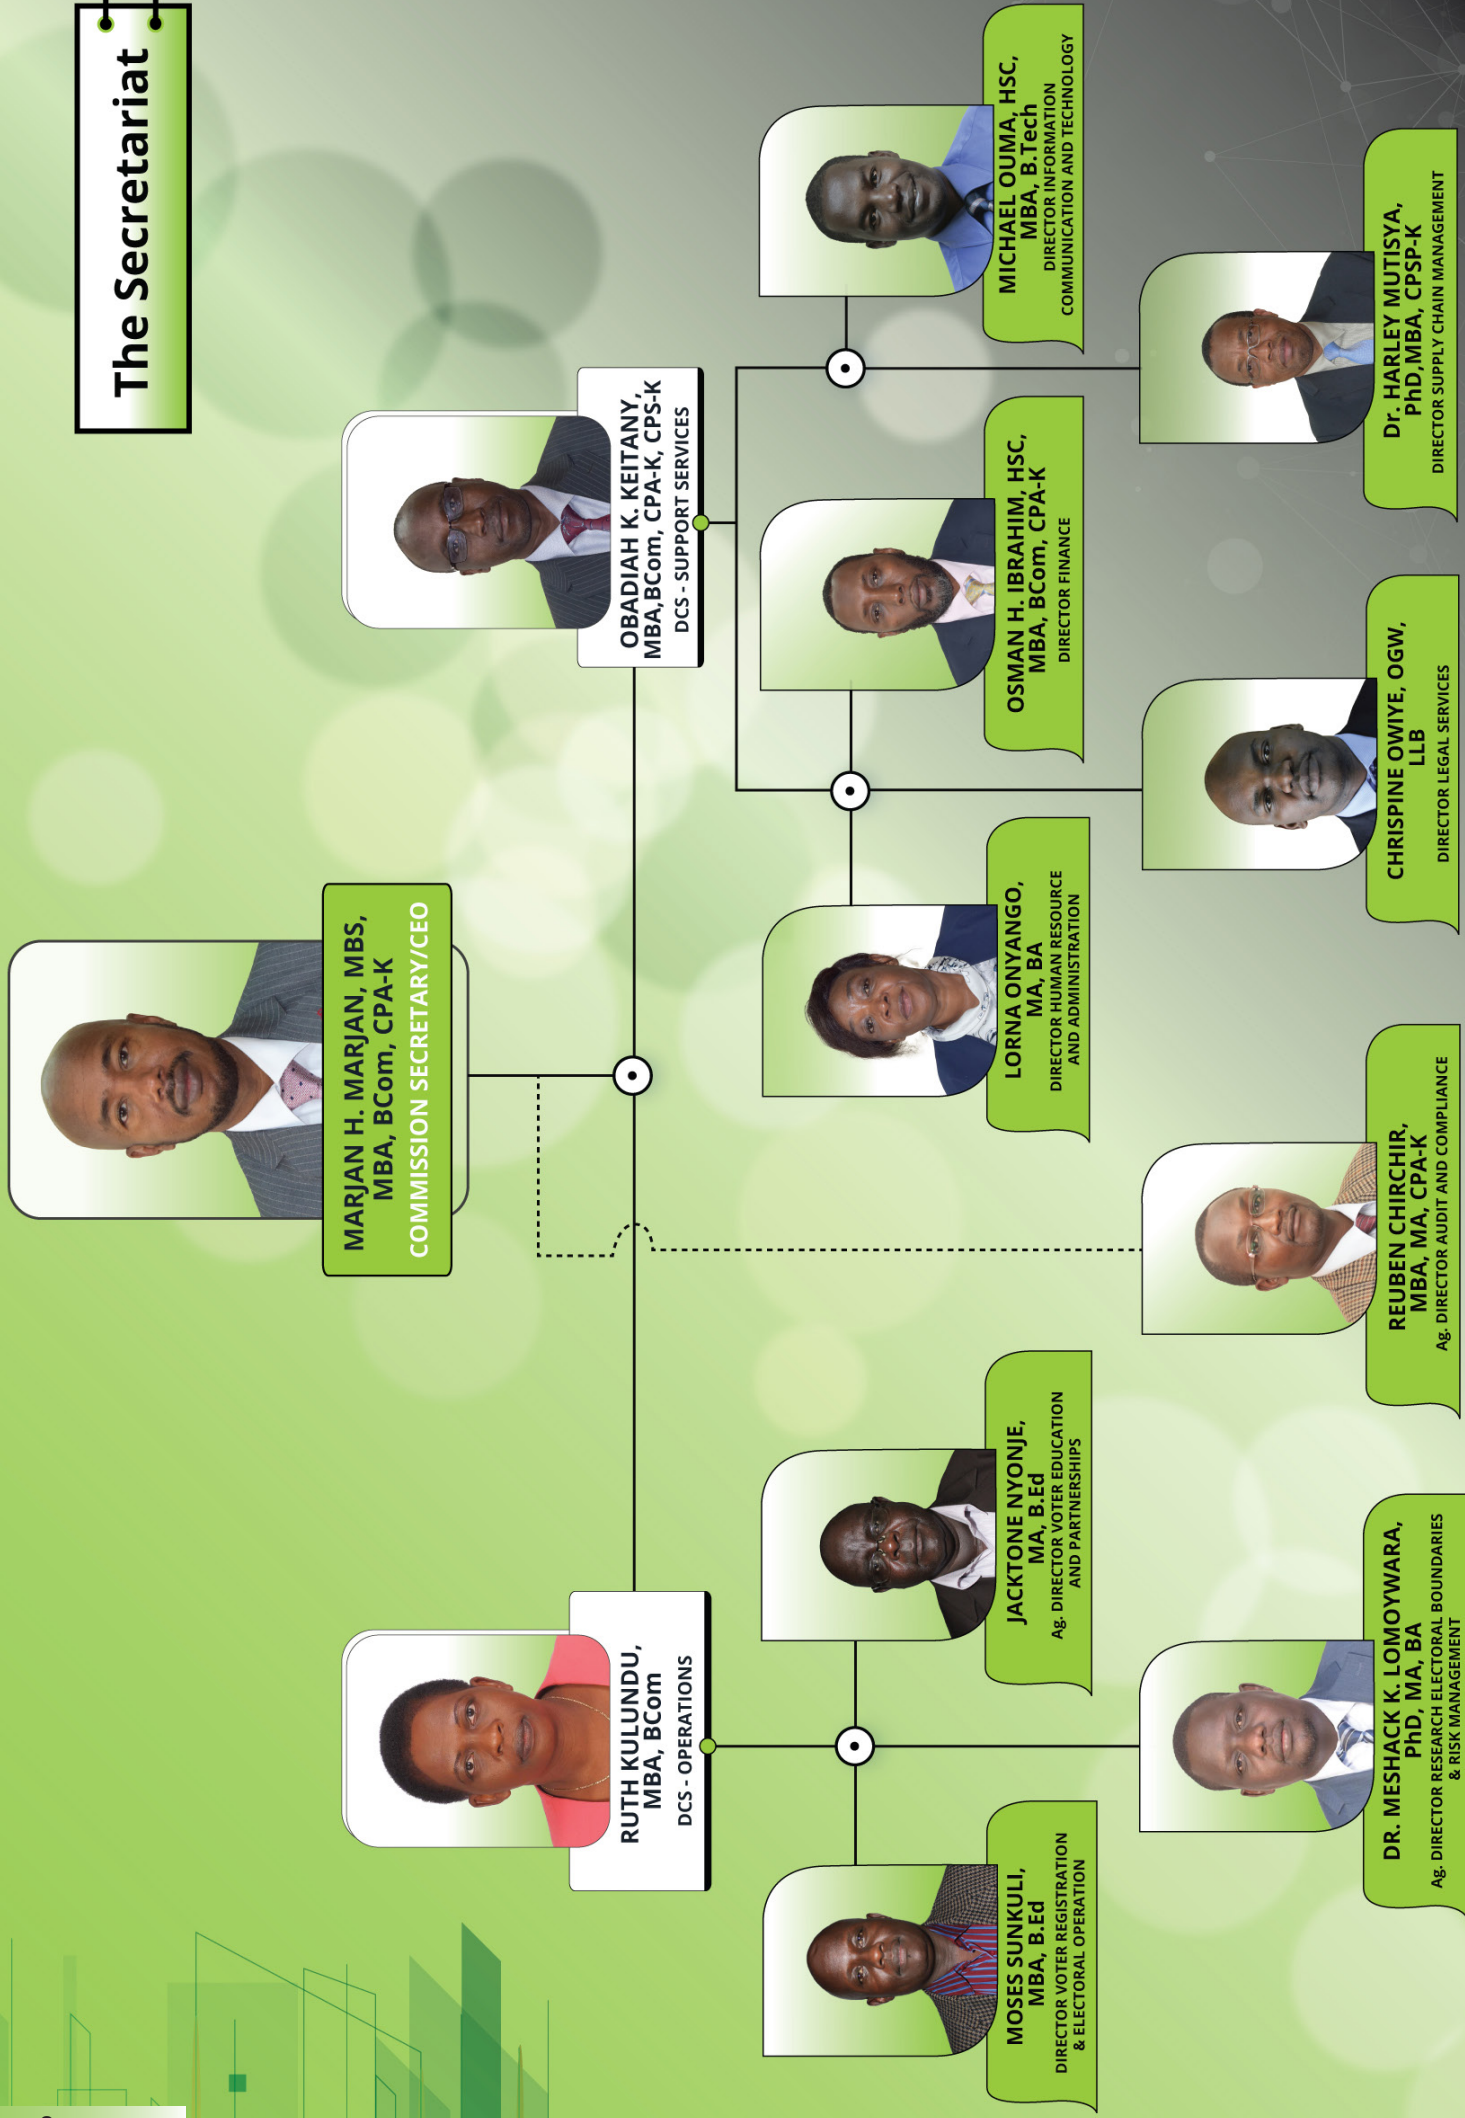 The Secretariat
MARJAN H. MARJAN, MBS,
MBA, BCom, CPA-K
COMMISSION SECRETARY/CEO
RUTH KULUNDU,
MBA, BCom
DCS - OPERATIONS
OBADIAH K. KEITANY,
MBA,BCom, CPA-K, CPS-K
DCS - SUPPORT SERVICES
MOSES SUNKULI,
MBA, B.Ed
DIRECTOR VOTER REGISTRATION
& ELECTORAL OPERATION
JACKTONE NYONJE,
MA, B.Ed
Ag. DIRECTOR VOTER EDUCATION
AND PARTNERSHIPS
LORNA ONYANGO,
MA, BA
DIRECTOR HUMAN RESOURCE
AND ADMINISTRATION
OSMAN H. IBRAHIM, HSC,
MBA, BCom, CPA-K
DIRECTOR FINANCE
MICHAEL OUMA, HSC,
MBA, B.Tech
DIRECTOR INFORMATION
COMMUNICATION AND TECHNOLOGY
DR. MESHACK K. LOMOYWARA,
PhD, MA, BA
Ag. DIRECTOR RESEARCH ELECTORAL BOUNDARIES
& RISK MANAGEMENT
REUBEN CHIRCHIR,
MBA, MA, CPA-K
Ag. DIRECTOR AUDIT AND COMPLIANCE
CHRISPINE OWIYE, OGW,
LLB
DIRECTOR LEGAL SERVICES
Dr. HARLEY MUTISYA,
PhD,MBA, CPSP-K
DIRECTOR SUPPLY CHAIN MANAGEMENT